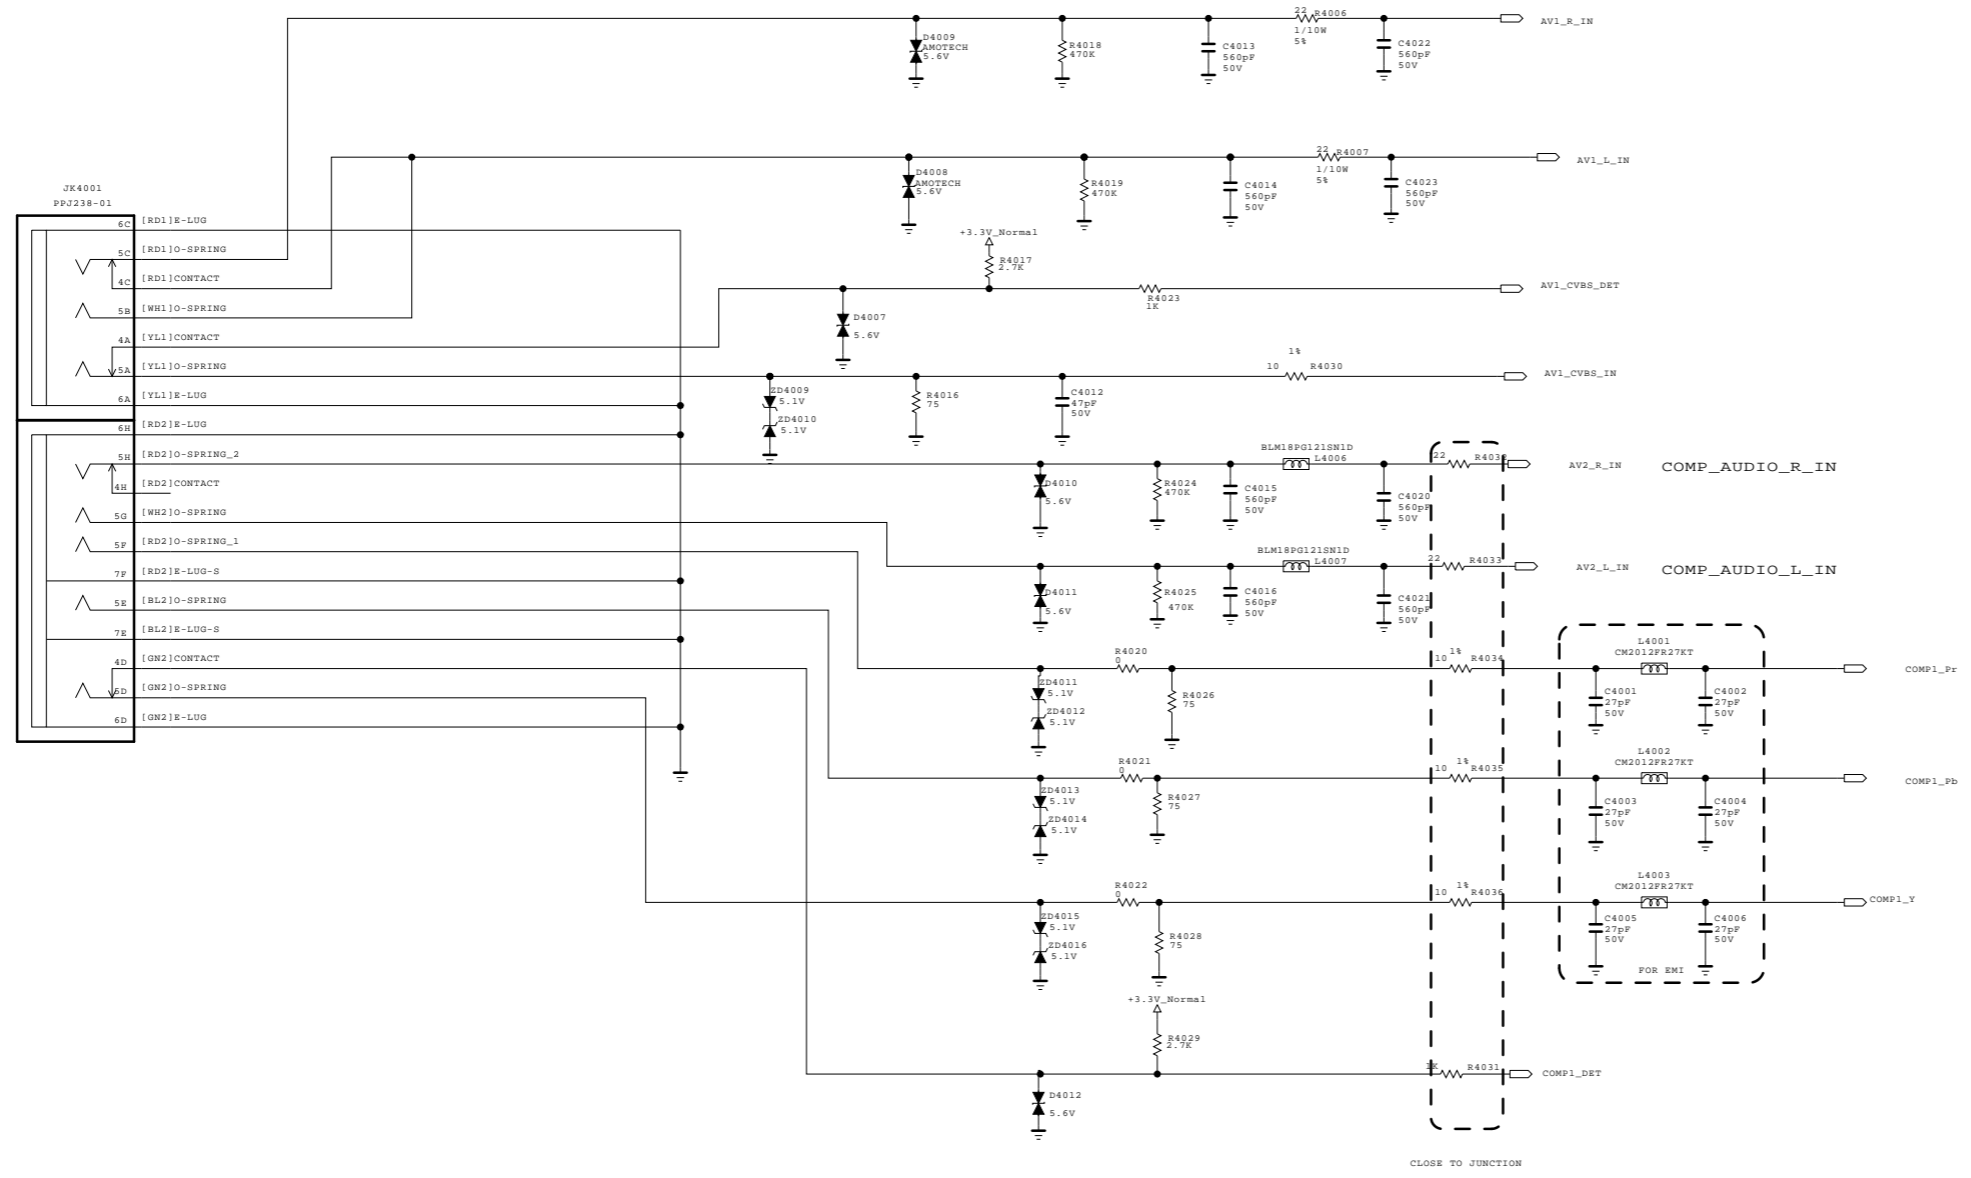 22 R4006
1/10W
5%
AV1_R_IN
D4009
AMOTECH
5.6V
R4018
470K
C4013
560pF
50V
C4022
560pF
50V
22 R4007
1/10W
5%
AV1_L_IN
D4008
AMOTECH
5.6V
R4019
470K
C4014
560pF
50V
C4023
560pF
50V
JK4001
PPJ238-01
6C [RD1]E-LUG
5C [RD1]O-SPRING
4C [RD1]CONTACT
5B [WH1]O-SPRING
4A [YL1]CONTACT
5A [YL1]O-SPRING
6A [YL1]E-LUG
6H [RD2]E-LUG
5H [RD2]O-SPRING_2
4H [RD2]CONTACT
5G [WH2]O-SPRING
5F [RD2]O-SPRING_1
7F [RD2]E-LUG-S
5E [BL2]O-SPRING
7E [BL2]E-LUG-S
4D [GN2]CONTACT
5D [GN2]O-SPRING
6D [GN2]E-LUG
+3.3V_Normal
R4017
2.7K
R4023
1K
AV1_CVBS_DET
D4007
5.6V
1%
10 R4030
AV1_CVBS_IN
ZD4009
5.1V
ZD4010
5.1V
R4016
75
C4012
47pF
50V
BLM18PG121SN1D
L4006
22 R4032
AV2_R_IN COMP_AUDIO_R_IN
D4010
5.6V
R4024
470K
C4015
560pF
50V
C4020
560pF
50V
BLM18PG121SN1D
L4007
22 R4033
AV2_L_IN COMP_AUDIO_L_IN
D4011
5.6V
R4025
470K
C4016
560pF
50V
C4021
560pF
50V
R4020
0
10 1% R4034
L4001
CM2012FR27KT
COMP1_Pr
ZD4011
5.1V
ZD4012
5.1V
R4026
75
C4001
27pF
50V
C4002
27pF
50V
R4021
0
10 1% R4035
L4002
CM2012FR27KT
COMP1_Pb
ZD4013
5.1V
ZD4014
5.1V
R4027
75
C4003
27pF
50V
C4004
27pF
50V
R4022
0
10 1% R4036
L4003
CM2012FR27KT
COMP1_Y
ZD4015
5.1V
ZD4016
5.1V
R4028
75
C4005
27pF
50V
C4006
27pF
50V
FOR EMI
+3.3V_Normal
R4029
2.7K
1K R4031
COMP1_DET
D4012
5.6V
CLOSE TO JUNCTION